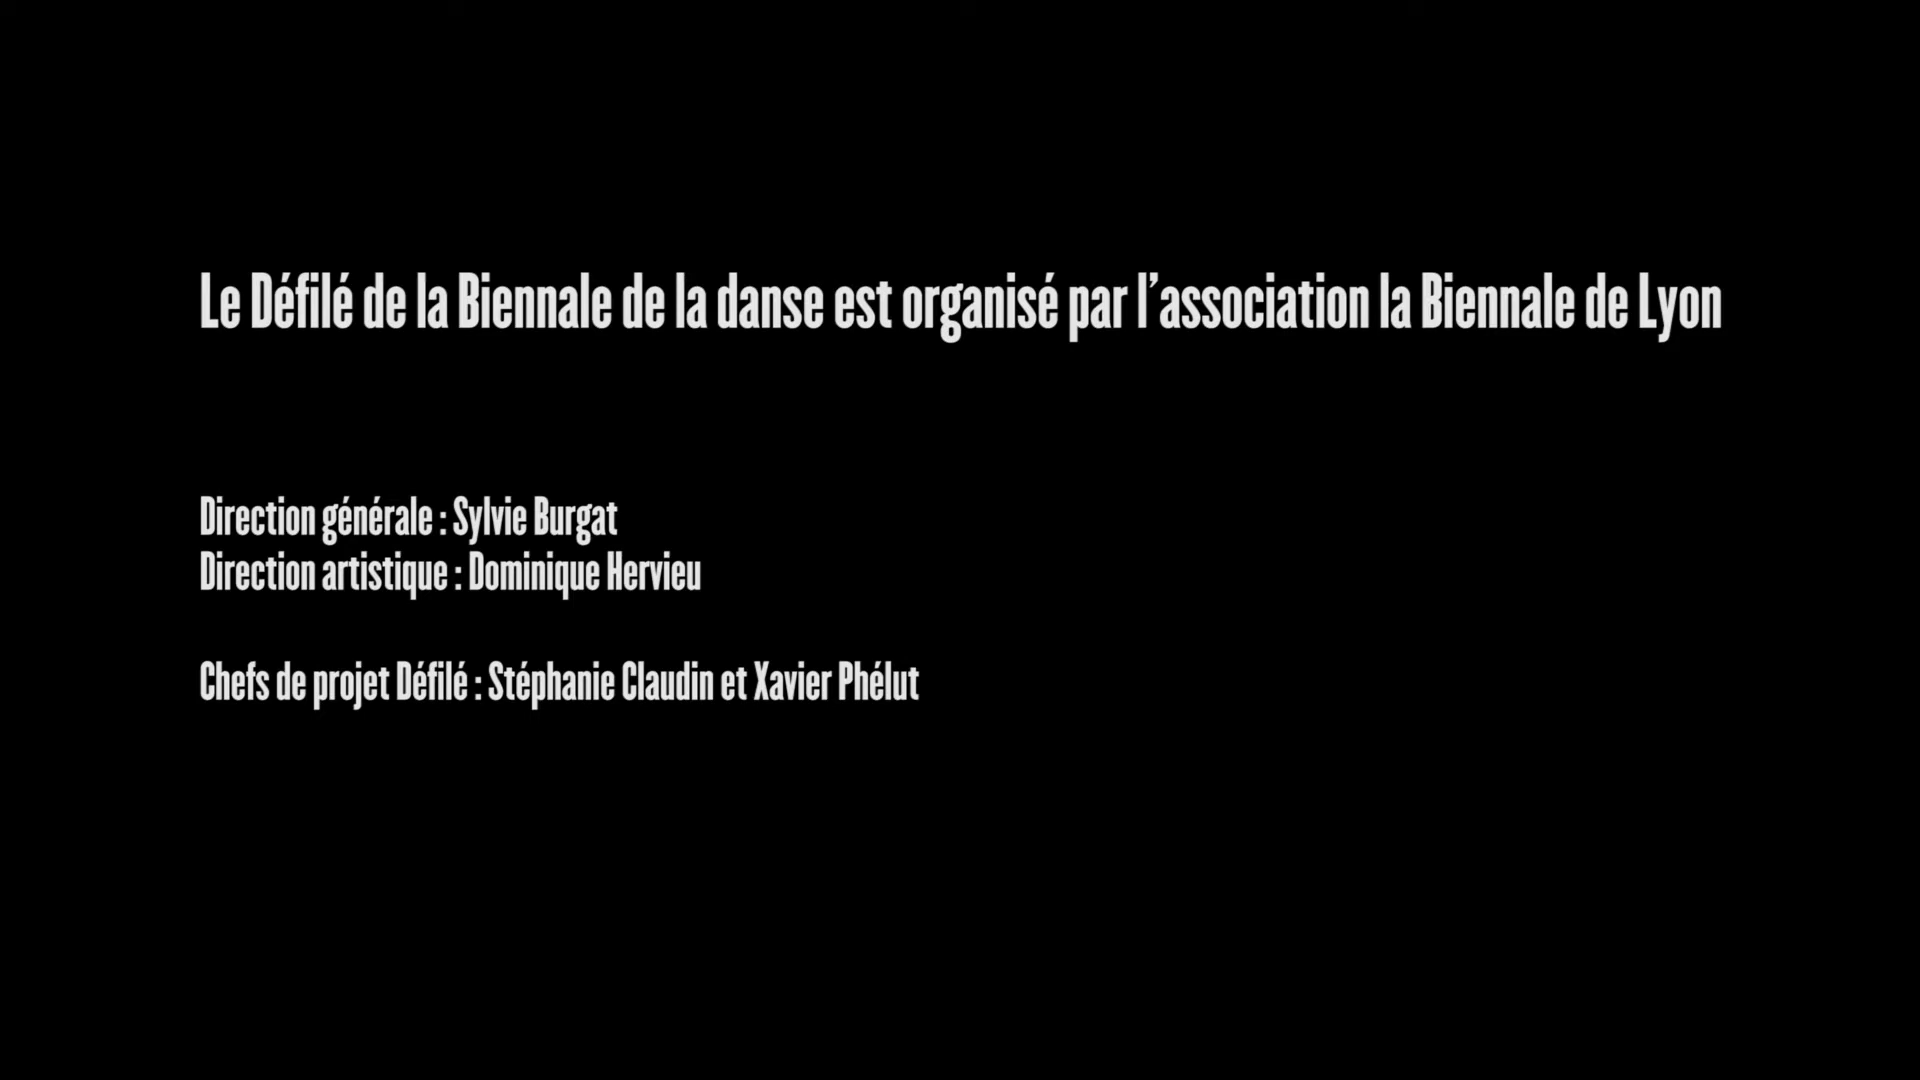 Le Défilé de la Biennale de la danse est organisé par l’association la Biennale de Lyon
Direction générale : Sylvie Burgat
Direction artistique : Dominique Hervieu
Chefs de projet Défilé : Stéphanie Claudin et Xavier Phélut